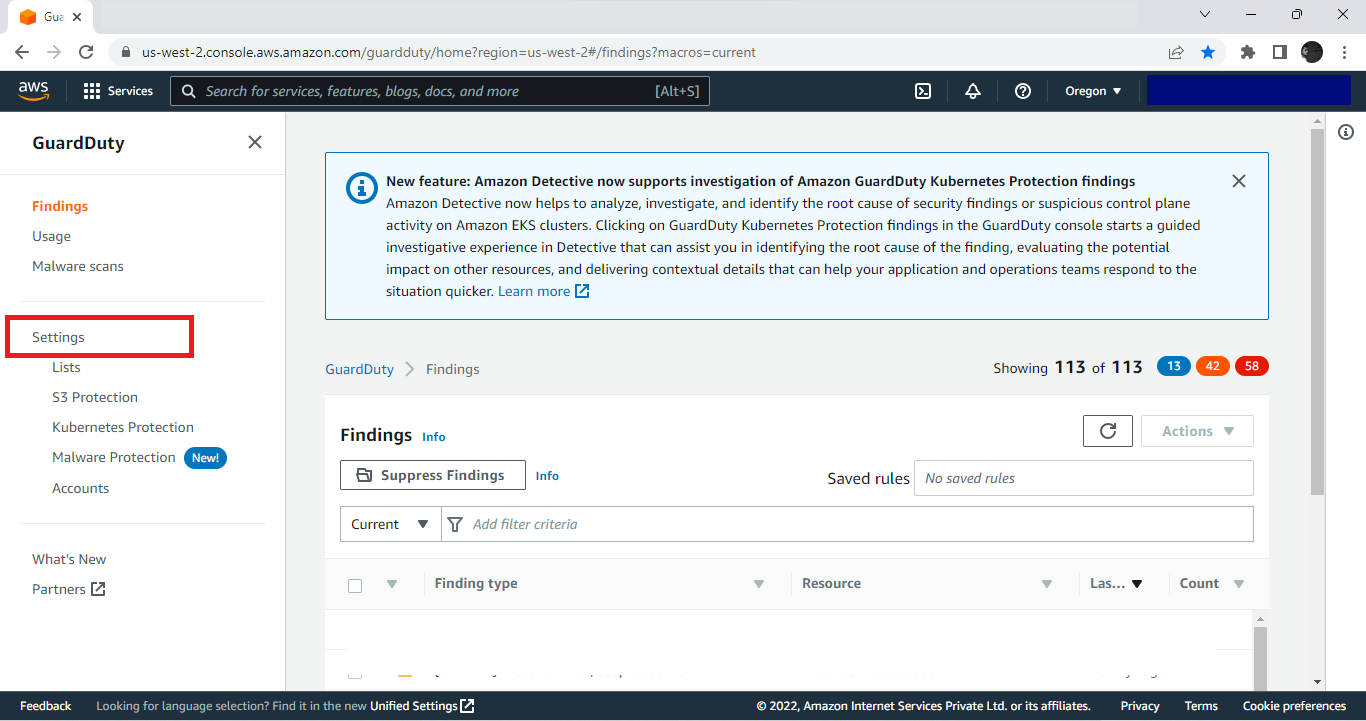 Gua
us-west-2.console.aws.amazon.com/guardduty/home?region=us-west-2#/findings?macros=current
aws
Services
Search for services, features, blogs, docs, and more
[Alt+S]
Oregon
GuardDuty
Findings
Usage
Malware scans
Settings
Lists
S3 Protection
Kubernetes Protection
Malware Protection New!
Accounts
What's New
Partners
New feature: Amazon Detective now supports investigation of Amazon GuardDuty Kubernetes Protection findings
Amazon Detective now helps to analyze, investigate, and identify the root cause of security findings or suspicious control plane
activity on Amazon EKS clusters. Clicking on GuardDuty Kubernetes Protection findings in the GuardDuty console starts a guided
investigative experience in Detective that can assist you in identifying the root cause of the finding, evaluating the potential
impact on other resources, and delivering contextual details that can help your application and operations teams respond to the
situation quicker. Learn more
GuardDuty Findings
Showing 113 of 113 13 42 58
Findings Info
Actions
Suppress Findings Info
Saved rules No saved rules
Current Add filter criteria
Finding type Resource Las... Count
Feedback Looking for language selection? Find it in the new Unified Settings © 2022, Amazon Internet Services Private Ltd. or its affiliates. Privacy Terms Cookie preferences